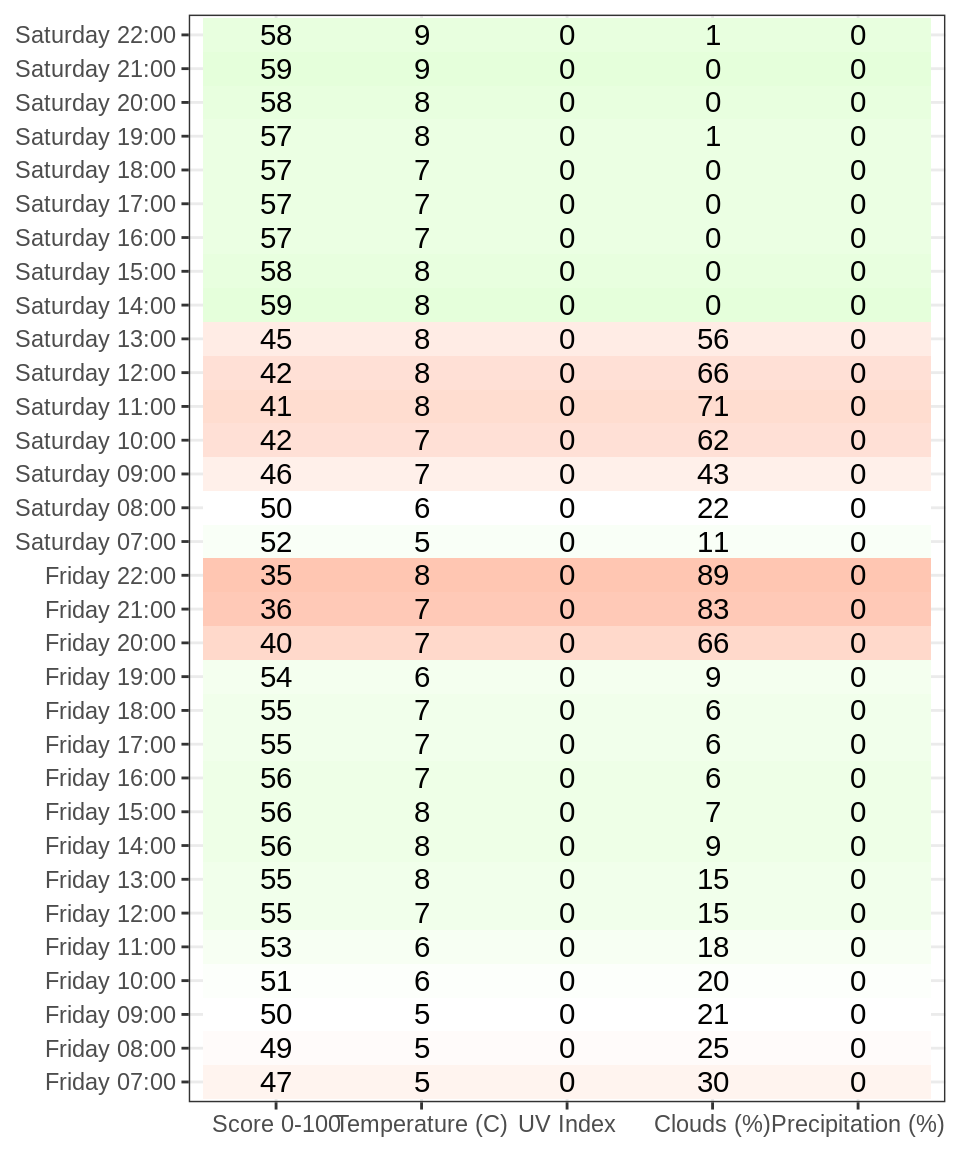 Saturday 22:00 58 9 0 1 0
Saturday 21:00 59 9 0 0 0
Saturday 20:00 58 8 0 0 0
Saturday 19:00 57 8 0 1 0
Saturday 18:00 57 7 0 0 0
Saturday 17:00 57 7 0 0 0
Saturday 16:00 57 7 0 0 0
Saturday 15:00 58 8 0 0 0
Saturday 14:00 59 8 0 0 0
Saturday 13:00 45 8 0 56 0
Saturday 12:00 42 8 0 66 0
Saturday 11:00 41 8 0 71 0
Saturday 10:00 42 7 0 62 0
Saturday 09:00 46 7 0 43 0
Saturday 08:00 50 6 0 22 0
Saturday 07:00 52 5 0 11 0
Friday 22:00 35 8 0 89 0
Friday 21:00 36 7 0 83 0
Friday 20:00 40 7 0 66 0
Friday 19:00 54 6 0 9 0
Friday 18:00 55 7 0 6 0
Friday 17:00 55 7 0 6 0
Friday 16:00 56 7 0 6 0
Friday 15:00 56 8 0 7 0
Friday 14:00 56 8 0 9 0
Friday 13:00 55 8 0 15 0
Friday 12:00 55 7 0 15 0
Friday 11:00 53 6 0 18 0
Friday 10:00 51 6 0 20 0
Friday 09:00 50 5 0 21 0
Friday 08:00 49 5 0 25 0
Friday 07:00 47 5 0 30 0
Score 0-100 Temperature (C) UV Index Clouds (%) Precipitation (%)